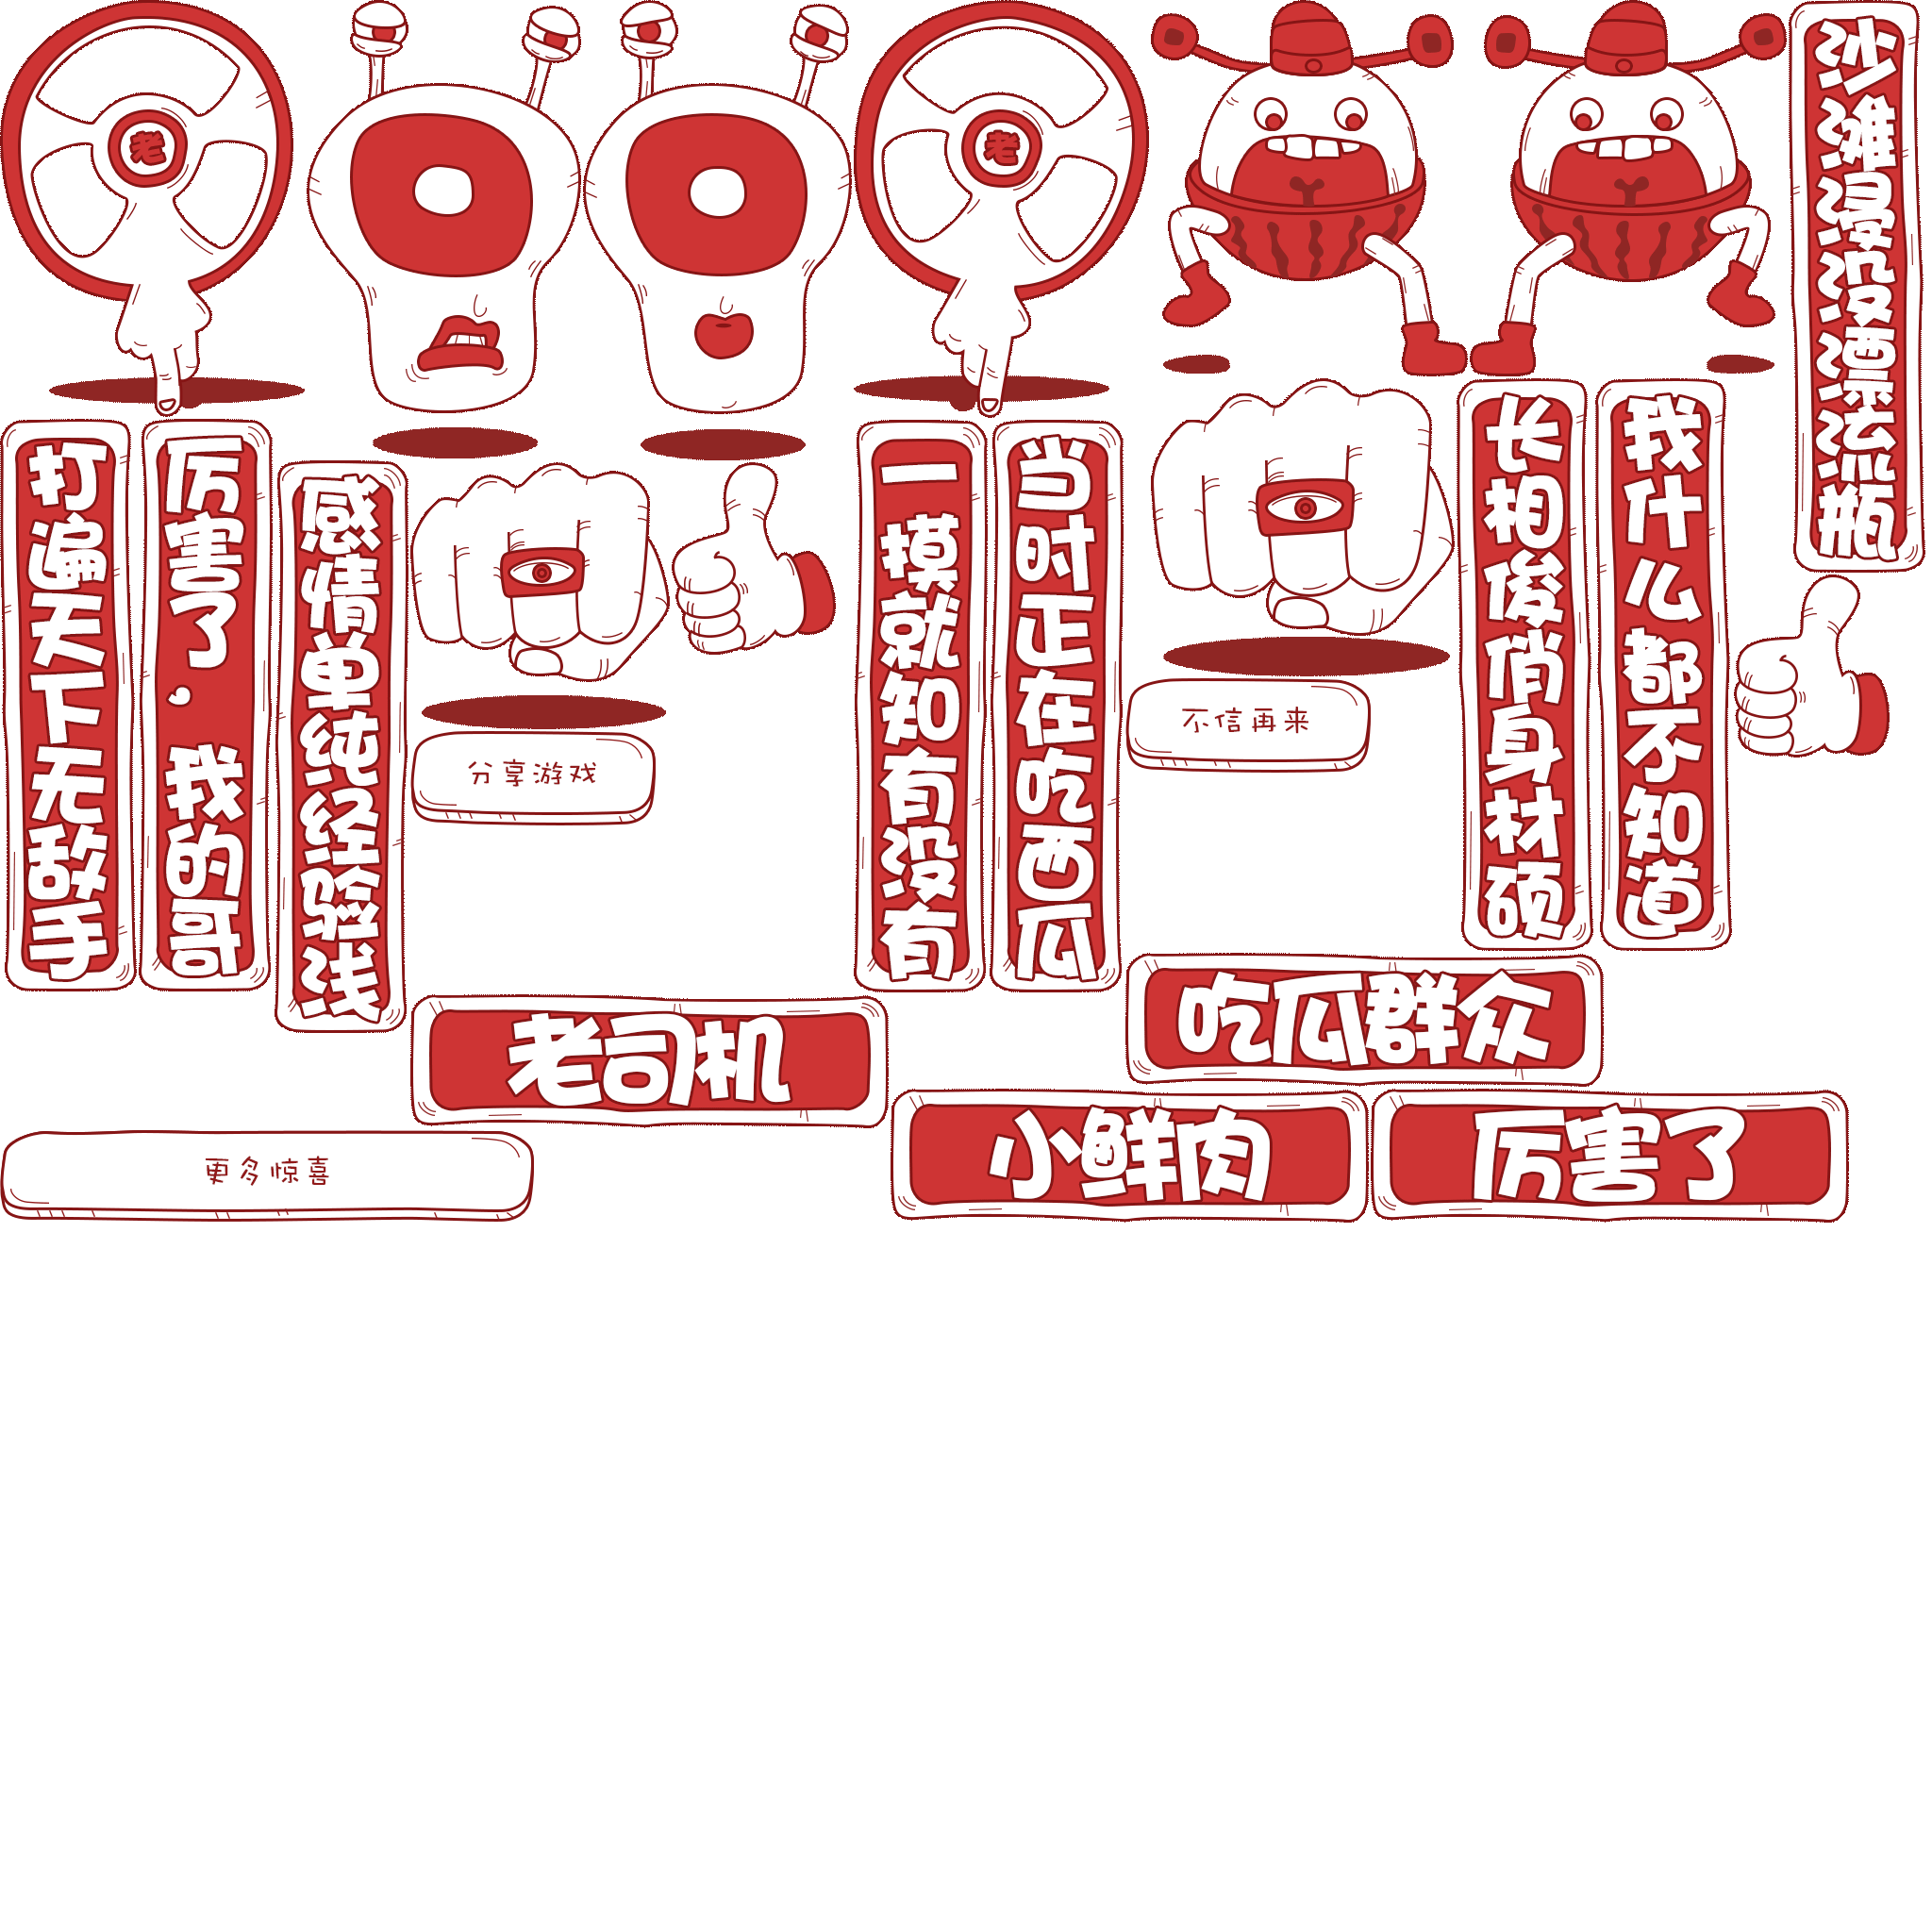 老
老
沙滩浸没漂流瓶
打遍天下无敌手
厉害了，我的哥
感情单纯经验浅
一摸就知有没有
当时正在吃西瓜
长相俊俏身材硕
我什么都不知道
不信再来
分享游戏
吃瓜群众
老司机
小鲜肉
厉害了
更多惊喜